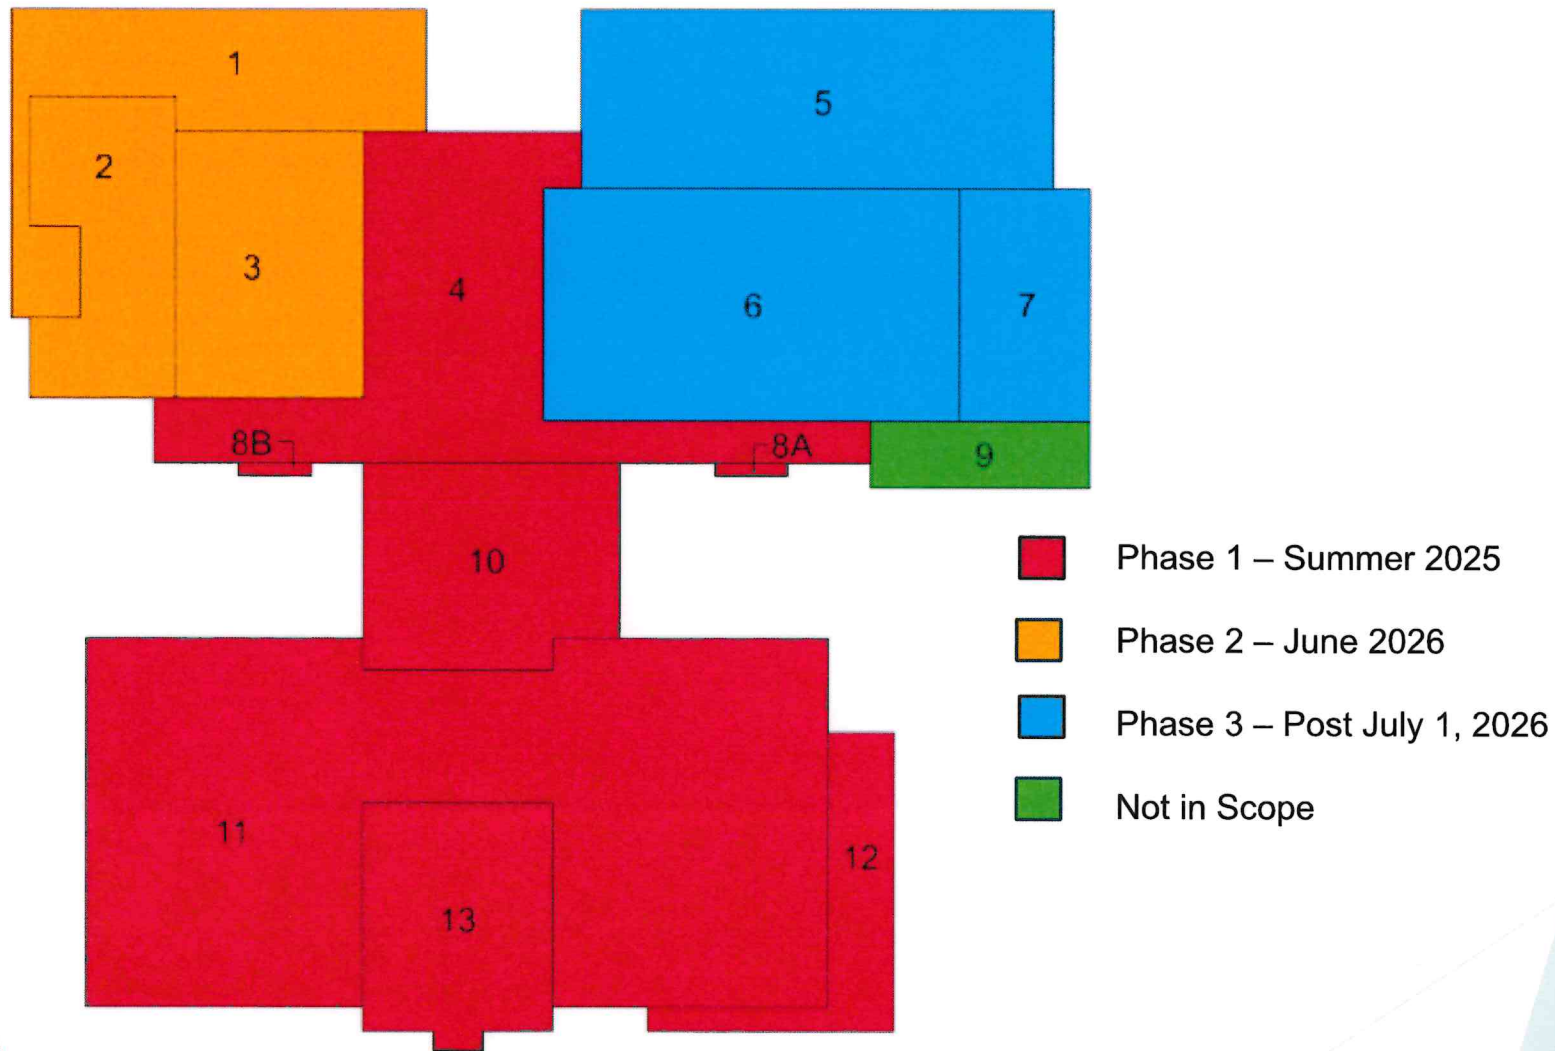 1
5
2
3
4
6
7
8B
8A
9
10
Phase 1 – Summer 2025
Phase 2 – June 2026
Phase 3 – Post July 1, 2026
Not in Scope
11
12
13